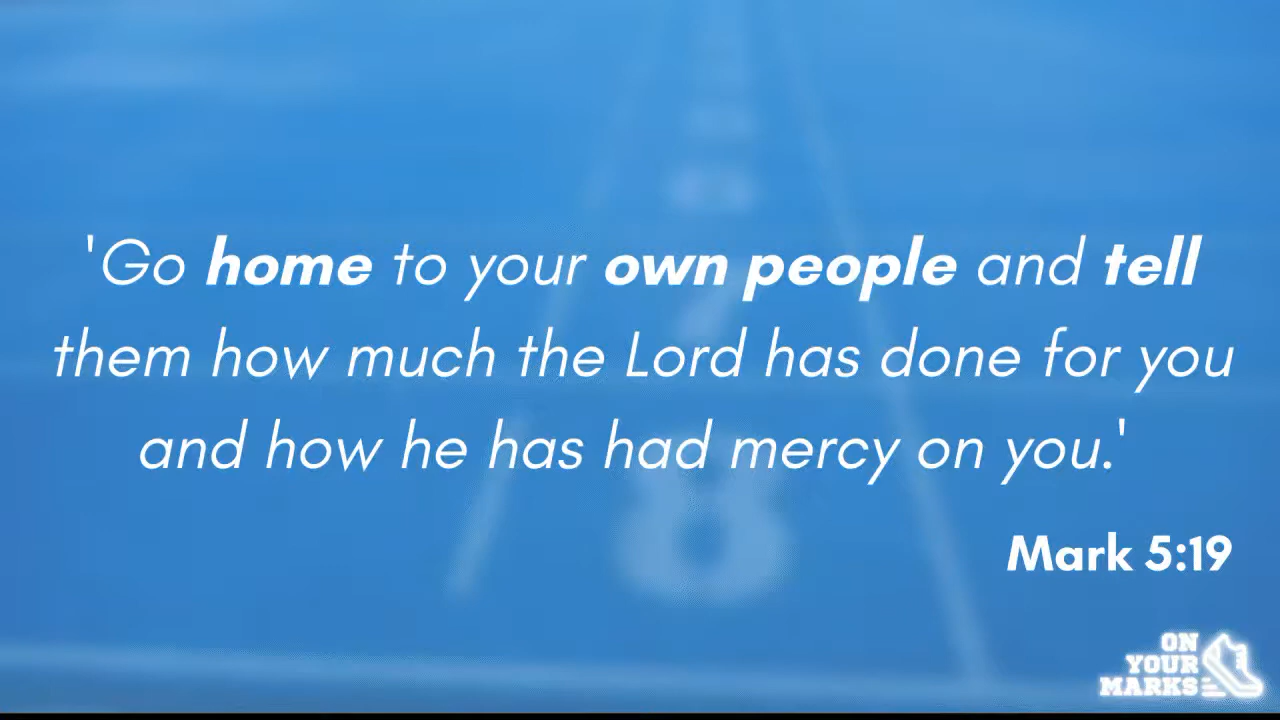 'Go home to your own people and tell
them how much the Lord has done for you
and how he has had mercy on you.'
Mark 5:19
8
ON
YOUR
MARKS